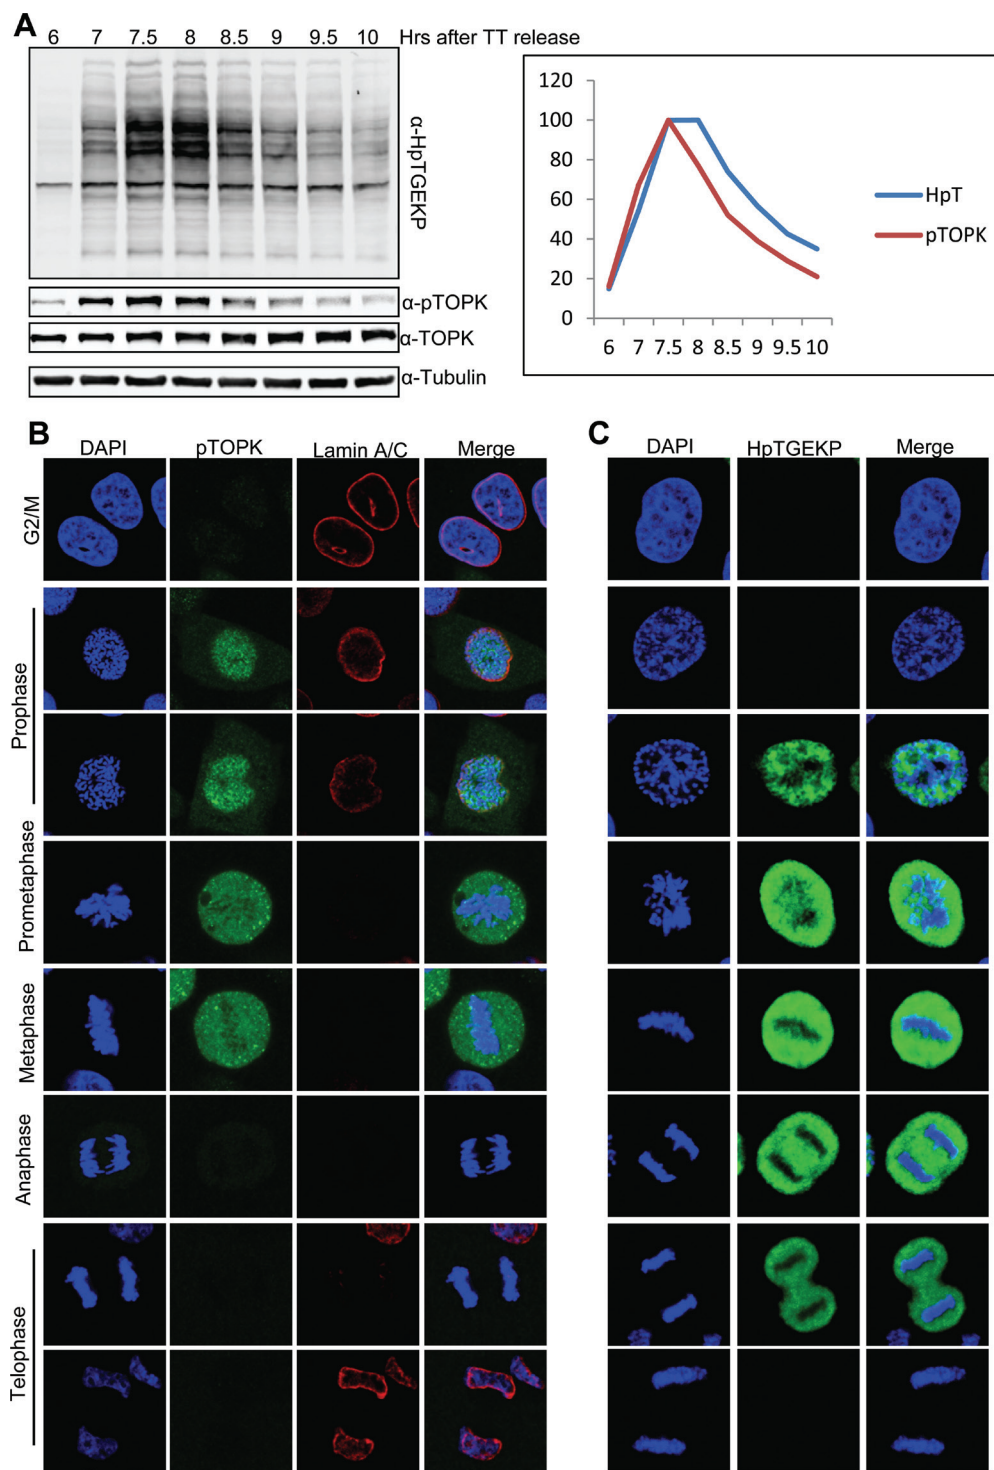 A
6 7 7.5 8 8.5 9 9.5 10 Hrs after TT release
α-HpTGEKP
α-pTOPK
α-TOPK
α-Tubulin
120
100
80
60
40
20
0
6 7 7.5 8 8.5 9 9.5 10
HpT
pTOPK
B
DAPI pTOPK Lamin A/C Merge
G2/M
Prophase
Prometaphase
Metaphase
Anaphase
Telophase
C
DAPI HpTGEKP Merge